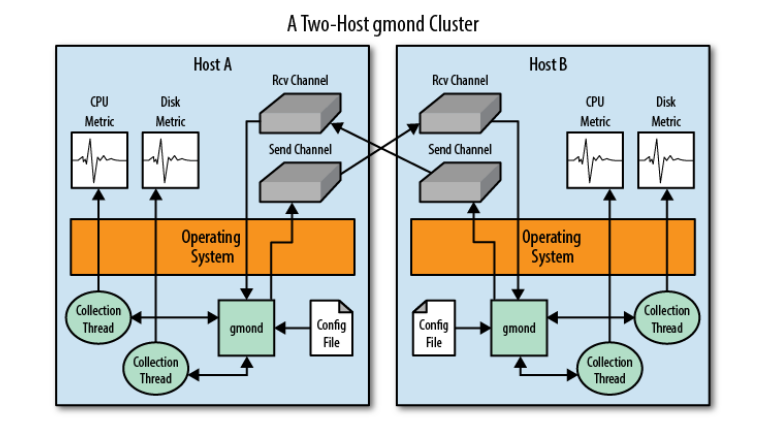 A Two-Host gmond Cluster
Host A
Rcv Channel
CPU
Metric
Disk
Metric
Send Channel
Operating
System
Collection
Thread
gmond
Config
File
Collection
Thread
Host B
Rcv Channel
CPU
Metric
Disk
Metric
Send Channel
Operating
System
Config
File
gmond
Collection
Thread
Collection
Thread